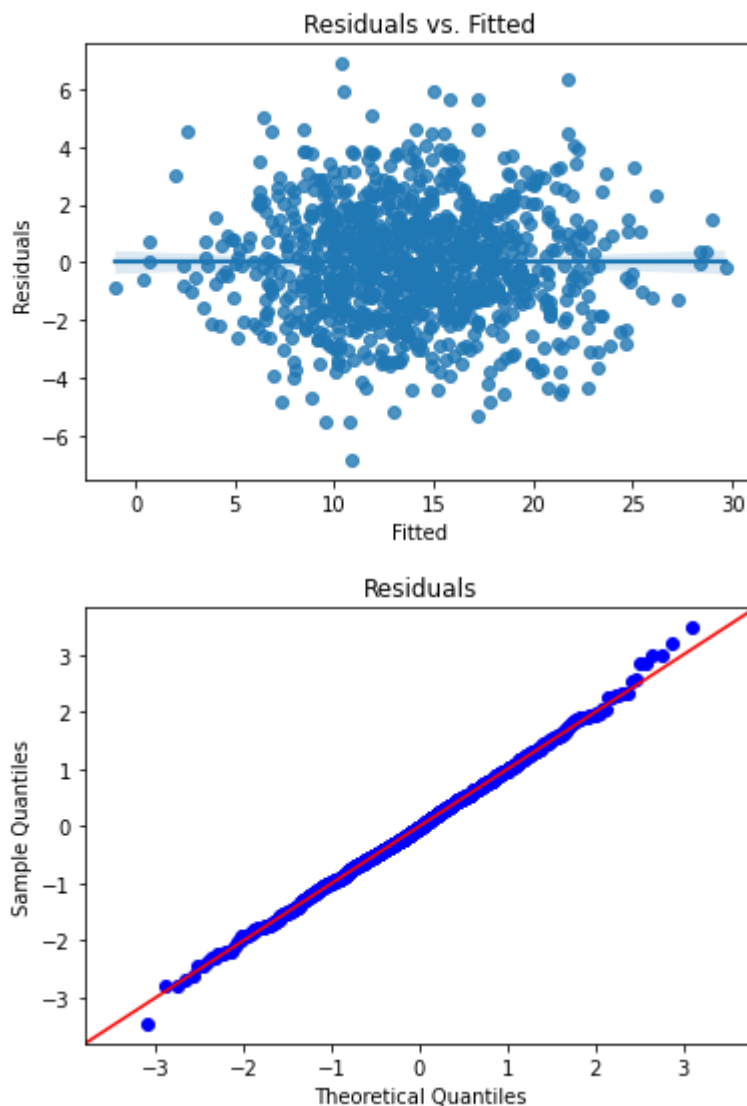 Residuals vs. Fitted
6
4
2
0
−2
−4
−6
Residuals
0 5 10 15 20 25 30
Fitted
Residuals
3
2
1
0
−1
−2
−3
Sample Quantiles
−3 −2 −1 0 1 2 3
Theoretical Quantiles